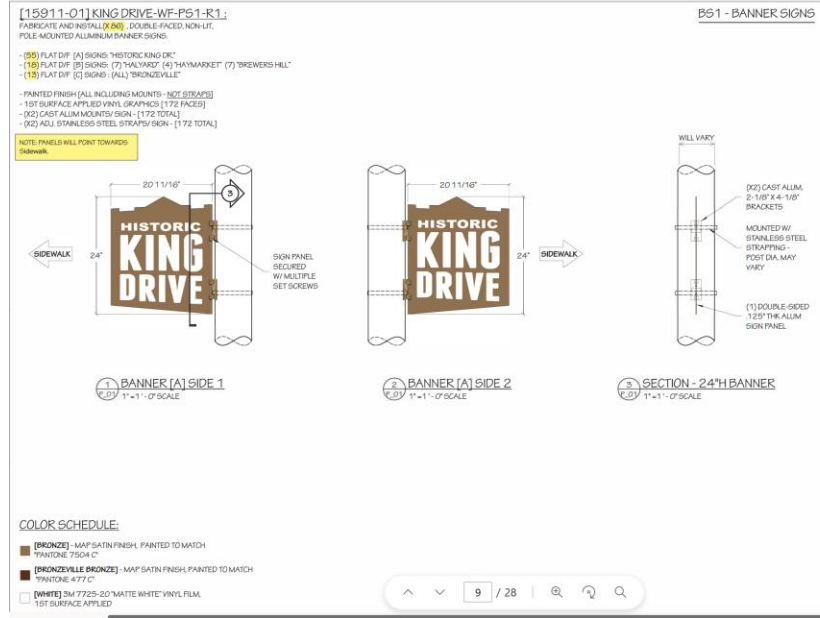 [15911-01] KING DRIVE-WF-PS1-R1 :
BS1 - BANNER SIGNS
FABRICATE AND INSTALL (X 86) , DOUBLE-FACED, NON-LIT,
POLE-MOUNTED ALUMINUM BANNER SIGNS.
- (55) FLAT D/F [A] SIGNS: "HISTORIC KING DR."
- (18) FLAT D/F [B] SIGNS: (7) "HALYARD" (4) "HAYMARKET" (7) "BREWERS HILL"
- (13) FLAT D/F [C] SIGNS : (ALL) "BRONZEVILLE"
- PAINTED FINISH [ALL INCLUDING MOUNTS - NOT STRAPS]
- 1ST SURFACE APPLIED VINYL GRAPHICS [172 FACES]
- (X2) CAST ALUM MOUNTS/ SIGN - [172 TOTAL]
- (X2) ADJ. STAINLESS STEEL STRAPS/ SIGN - [172 TOTAL]
NOTE: PANELS WILL POINT TOWARDS
Sidewalk.
20 11/16"
3
HISTORIC
KING
DRIVE
24"
SIDEWALK
SIGN PANEL
SECURED
W/ MULTIPLE
SET SCREWS
1
P_01
BANNER [A] SIDE 1
1"=1'-0" SCALE
20 11/16"
HISTORIC
KING
DRIVE
24"
SIDEWALK
2
P_01
BANNER [A] SIDE 2
1"=1'-0" SCALE
WILL VARY
(X2) CAST ALUM,
2-1/8" X 4-1/8"
BRACKETS
MOUNTED W/
STAINLESS STEEL
STRAPPING -
POST DIA. MAY
VARY
(1) DOUBLE-SIDED
.125" THK ALUM
SIGN PANEL
3
P_01
SECTION - 24"H BANNER
1"=1'-0" SCALE
COLOR SCHEDULE:
[BRONZE] - MAP SATIN FINISH, PAINTED TO MATCH
"PANTONE 7504 C"
[BRONZEVILLE BRONZE] - MAP SATIN FINISH, PAINTED TO MATCH
"PANTONE 477 C"
[WHITE] 3M 7725-20 "MATTE WHITE" VINYL FILM,
1ST SURFACE APPLIED
9 / 28